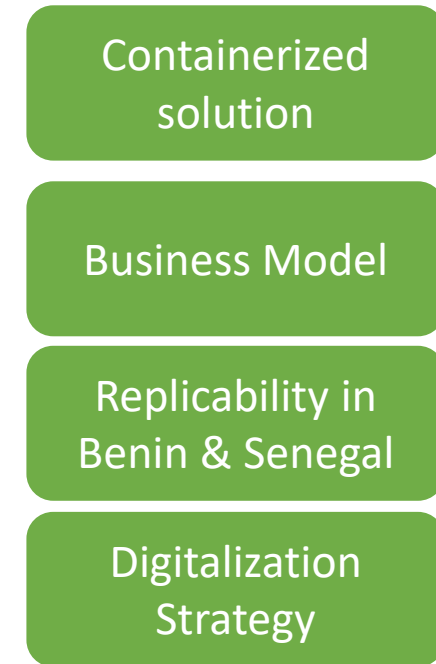 Containerized
solution
Business Model
Replicability in
Benin & Senegal
Digitalization
Strategy